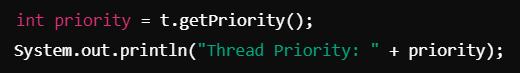 int priority = t.getPriority();
System.out.println("Thread Priority: " + priority);